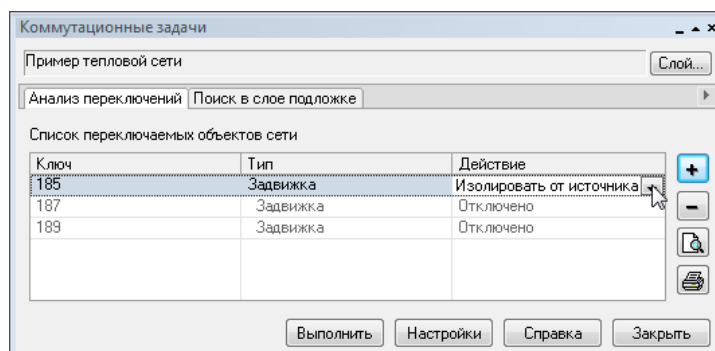 Коммутационные задачи
Пример тепловой сети Слой...
Анализ переключений Поиск в слое подложке
Список переключаемых объектов сети
Ключ Тип Действие
185 Задвижка Изолировать от источника
187 Задвижка Отключено
189 Задвижка Отключено
Выполнить Настройки Справка Закрыть